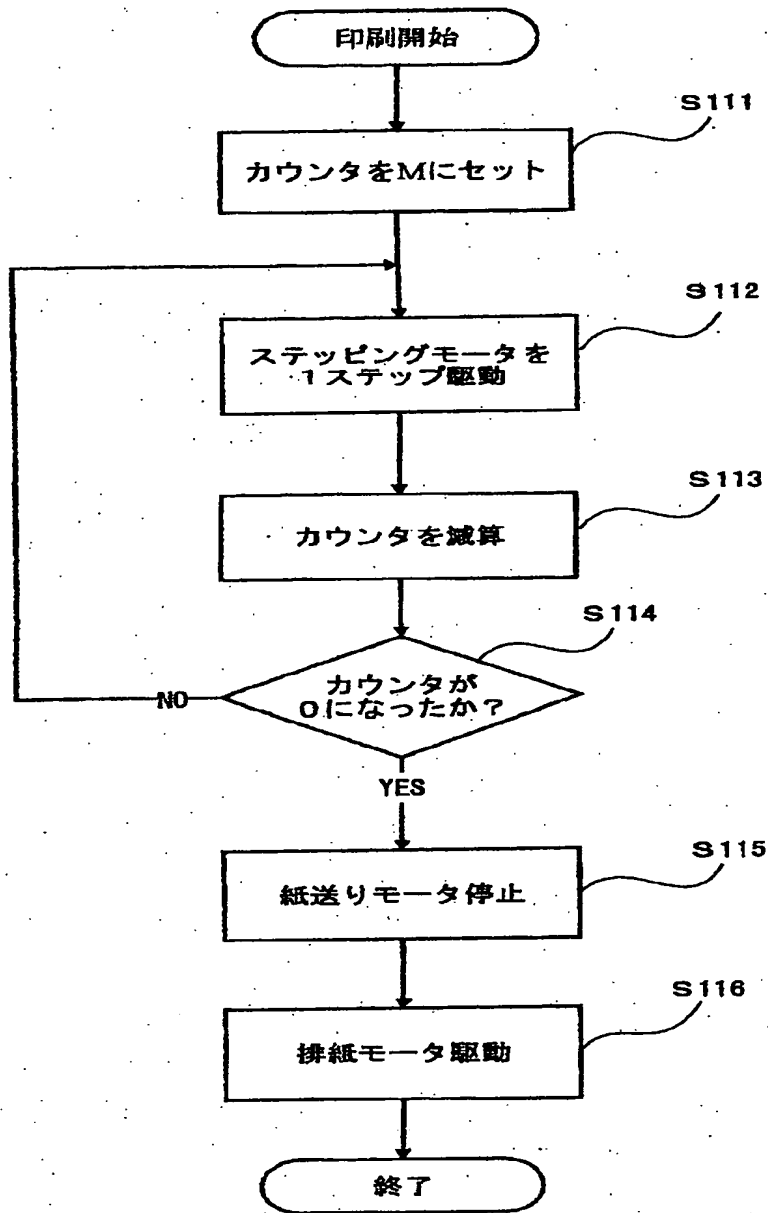 印刷開始
S111
カウンタをMにセット
S112
ステッピングモータを
1ステップ駆動
S113
カウンタを減算
S114
カウンタが
0になったか？
NO
YES
S115
紙送りモータ停止
S116
排紙モータ駆動
終了